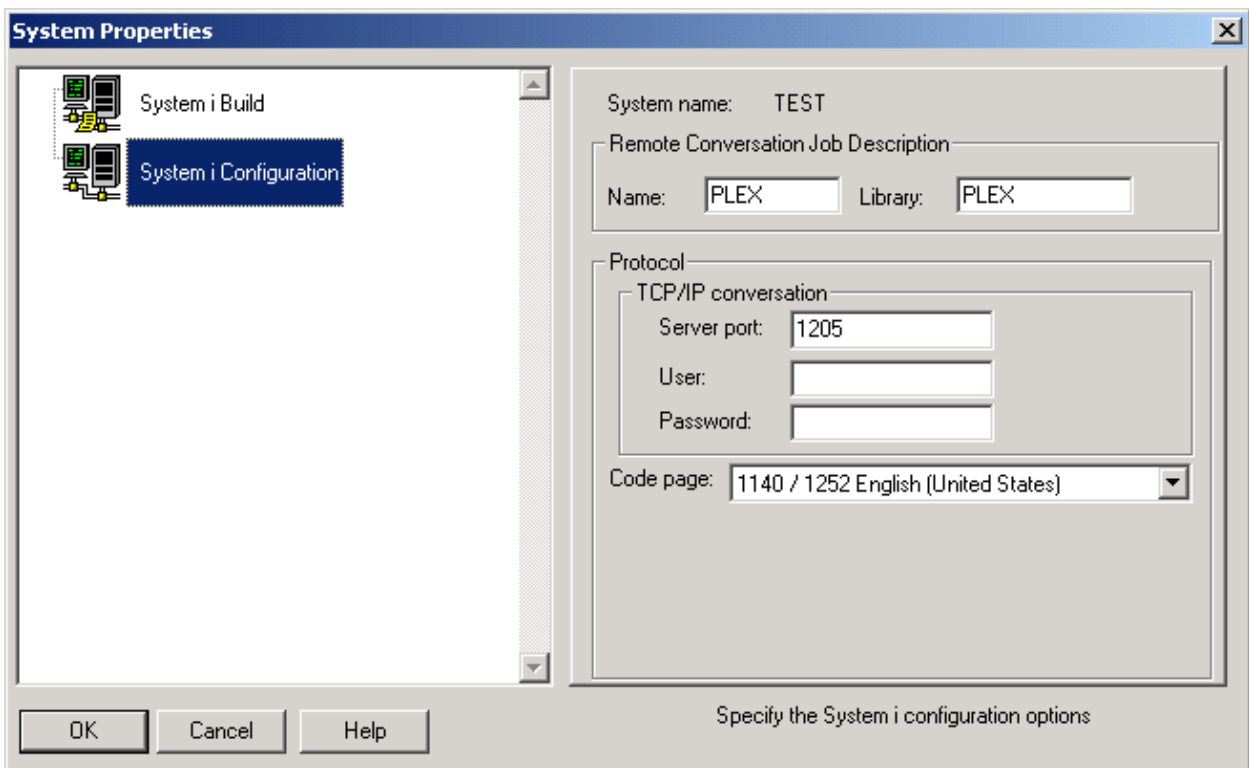 System Properties
System i Build
System i Configuration
System name: TEST
Remote Conversation Job Description
Name: PLEX Library: PLEX
Protocol
TCP/IP conversation
Server port: 1205
User:
Password:
Code page: 1140 / 1252 English (United States)
OK Cancel Help
Specify the System i configuration options